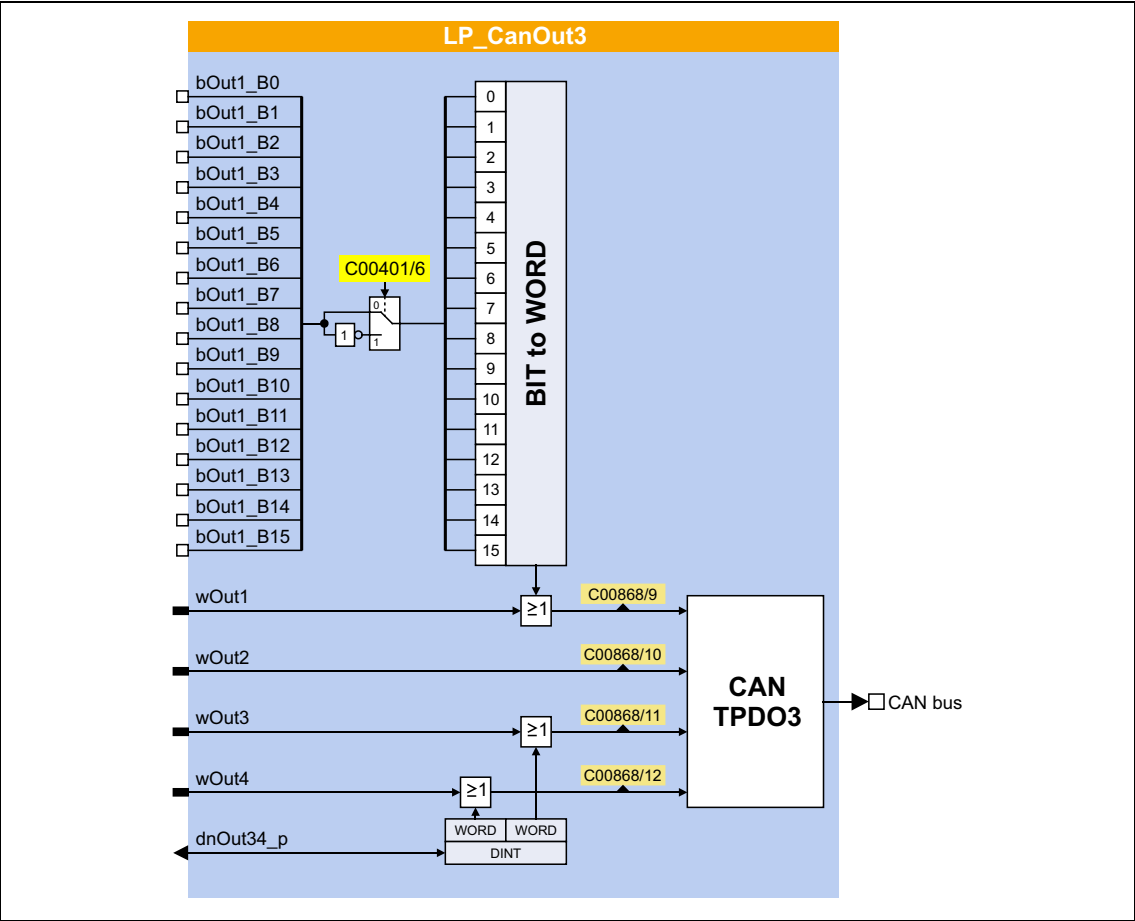 LP_CanOut3
bOut1_B0
bOut1_B1
bOut1_B2
bOut1_B3
bOut1_B4
bOut1_B5
bOut1_B6
bOut1_B7
bOut1_B8
bOut1_B9
bOut1_B10
bOut1_B11
bOut1_B12
bOut1_B13
bOut1_B14
bOut1_B15
C00401/6
0
1
1
0
1
2
3
4
5
6
7
8
9
10
11
12
13
14
15
BIT to WORD
wOut1
≥1
C00868/9
wOut2
C00868/10
wOut3
≥1
C00868/11
wOut4
≥1
C00868/12
CAN
TPDO3
CAN bus
dnOut34_p
WORD WORD
DINT